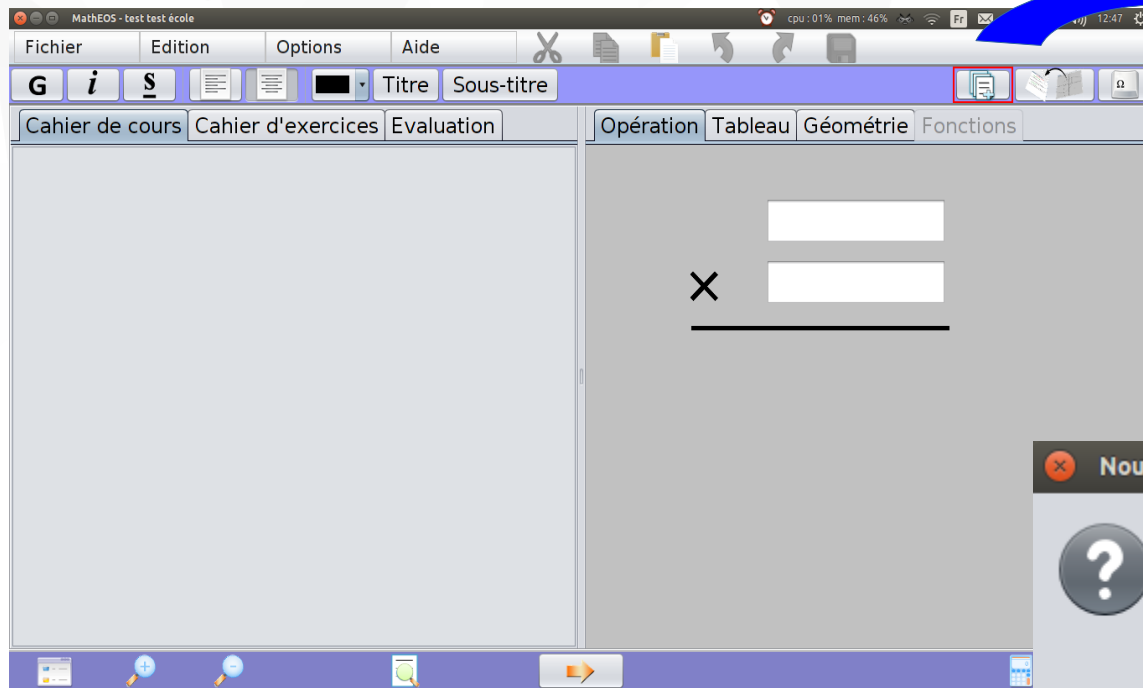 MathEOS - test test école cpu : 01% mem : 46% Fr 12:47
Fichier Edition Options Aide
G i S Titre Sous-titre Ω
Cahier de cours Cahier d'exercices Evaluation Opération Tableau Géométrie Fonctions
×
Nou
?